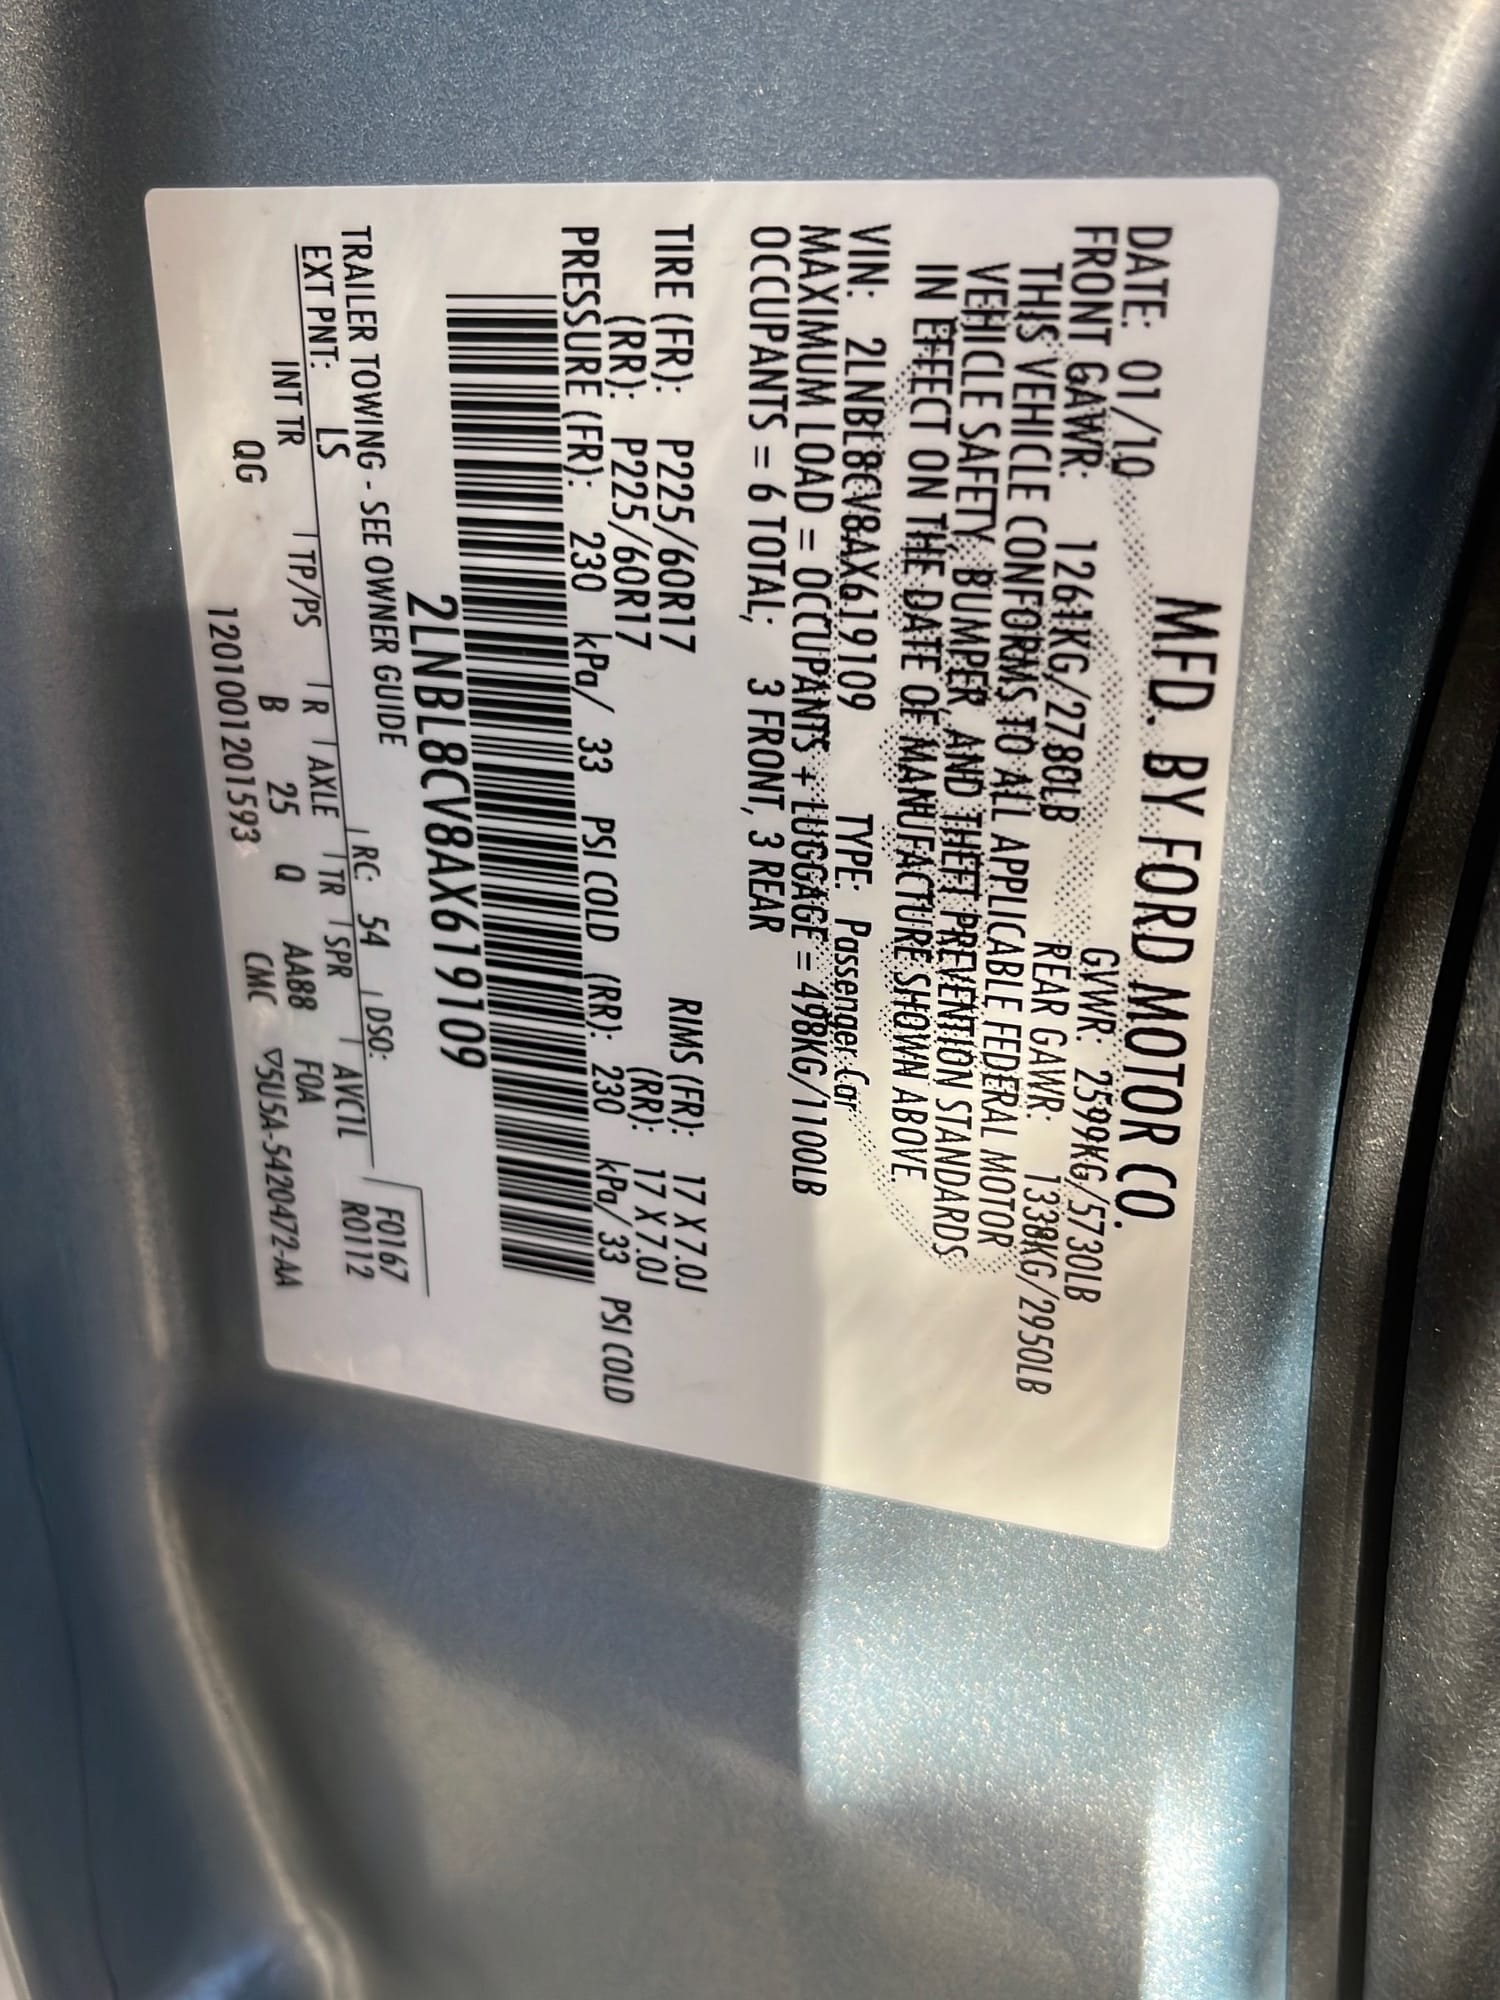 MFD. BY FORD MOTOR CO.
DATE: 01/10 GVWR: 2599KG/5730LB
FRONT GAWR: 1261KG/2780LB REAR GAWR: 1338KG/2950LB
THIS VEHICLE CONFORMS TO ALL APPLICABLE FEDERAL MOTOR
VEHICLE SAFETY, BUMPER, AND THEFT PREVENTION STANDARDS
IN EFFECT ON THE DATE OF MANUFACTURE SHOWN ABOVE.
VIN: 2LNBL8CV8AX619109 TYPE: Passenger Car
MAXIMUM LOAD = OCCUPANTS + LUGGAGE = 498KG/1100LB
OCCUPANTS = 6 TOTAL; 3 FRONT, 3 REAR
TIRE (FR): P225/60R17 RIMS (FR): 17 X 7.0J
(RR): P225/60R17 (RR): 17 X 7.0J
PRESSURE (FR): 230 kPa/ 33 PSI COLD (RR): 230 kPa/ 33 PSI COLD
2LNBL8CV8AX619109
TRAILER TOWING - SEE OWNER GUIDE F0167
EXT PNT: LS RC: 54 DSO: R0112
INT TR TP/PS R AXLE TR SPR AVC1L
QG B 25 Q AA88 F0A
1201001201593 CMC ▽5U5A-5420472-AA